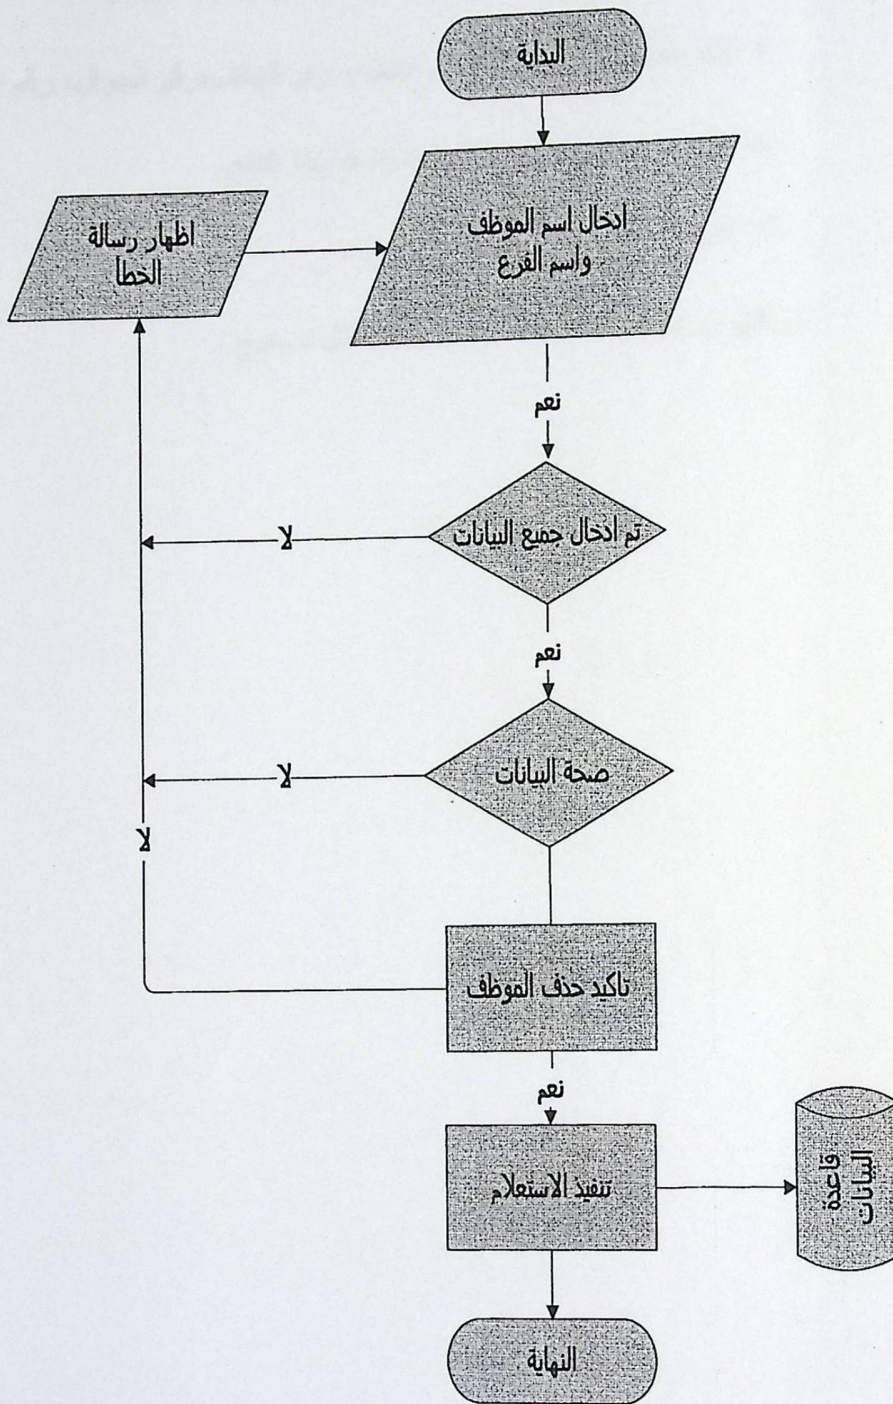 البداية
ادخال اسم الموظف
واسم الفرع
اظهار رسالة
الخطأ
نعم
تم ادخال جميع البيانات
لا
نعم
صحة البيانات
لا
لا
تاكيد حذف الموظف
نعم
تنفيذ الاستعلام
قاعدة
البيانات
النهاية